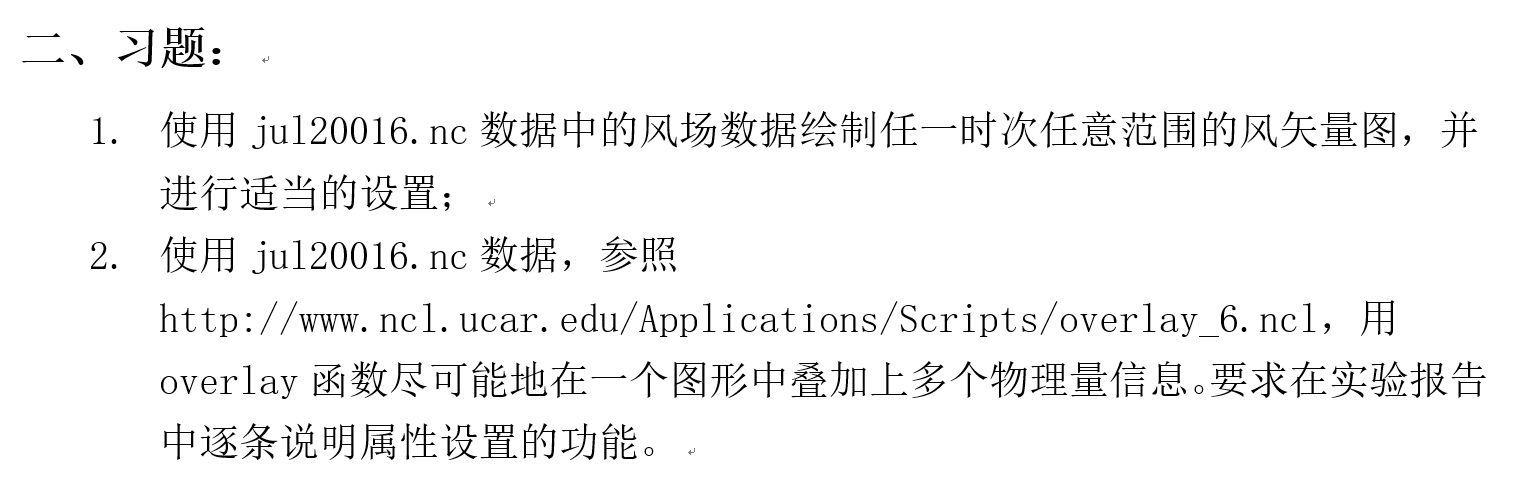 二、习题：
1. 使用 jul20016.nc 数据中的风场数据绘制任一时次任意范围的风矢量图，并
进行适当的设置；
2. 使用 jul20016.nc 数据，参照
http://www.ncl.ucar.edu/Applications/Scripts/overlay_6.ncl，用
overlay 函数尽可能地在一个图形中叠加上多个物理量信息。要求在实验报告
中逐条说明属性设置的功能。